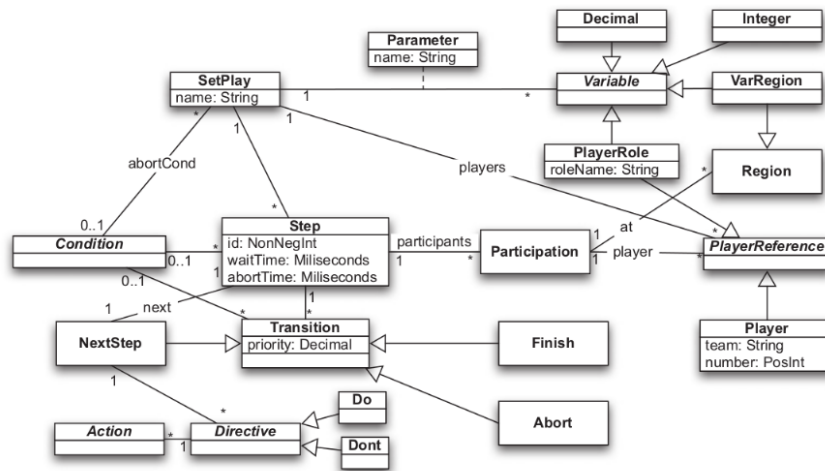 Decimal
Integer
Parameter
name: String
SetPlay
name: String
1
*
Variable
VarRegion
*
1
1
abortCond
players
PlayerRole
roleName: String
*
Region
0..1
*
Condition
0..1
*
Step
id: NonNegInt
waitTime: Miliseconds
abortTime: Miliseconds
participants
1
*
Participation
1
at
1
player
*
*
PlayerReference
0..1
1
next
1
1
*
*
NextStep
Transition
priority: Decimal
Finish
Player
team: String
number: PosInt
1
*
Do
Abort
Action
*
1
Directive
Dont